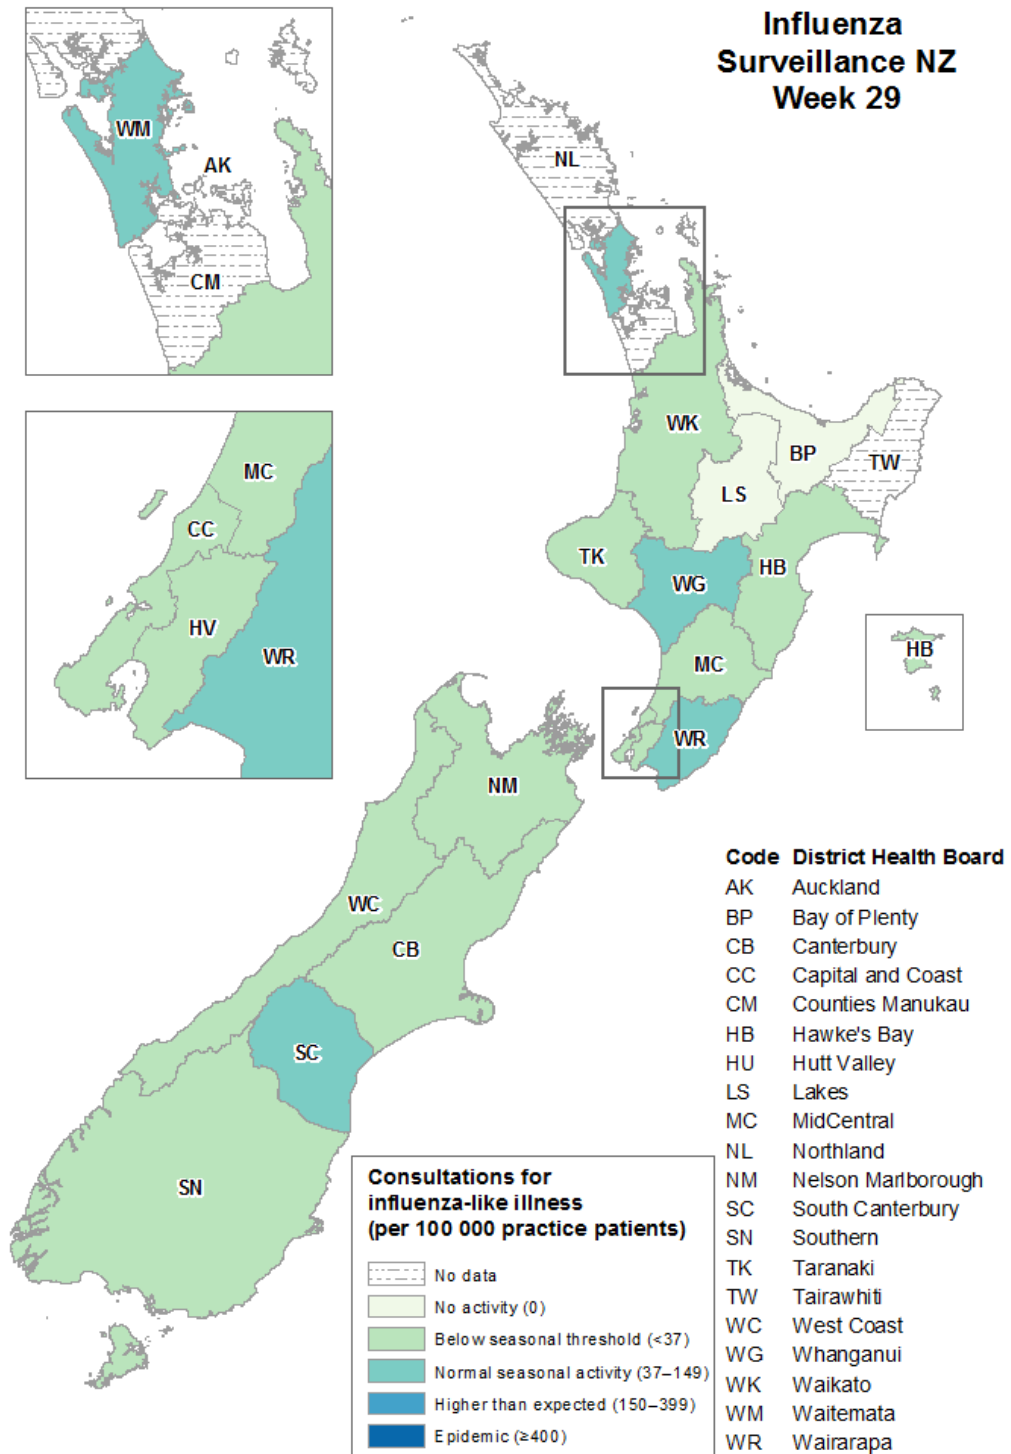 Influenza
Surveillance NZ
Week 29
WM
AK
CM
MC
CC
HV
WR
NL
WK
BP
TW
LS
TK
WG
HB
MC
HB
WR
NM
WC
CB
SC
SN
Code District Health Board
AK Auckland
BP Bay of Plenty
CB Canterbury
CC Capital and Coast
CM Counties Manukau
HB Hawke's Bay
HU Hutt Valley
LS Lakes
MC MidCentral
NL Northland
NM Nelson Marlborough
SC South Canterbury
SN Southern
TK Taranaki
TW Tairawhiti
WC West Coast
WG Whanganui
WK Waikato
WM Waitemata
WR Wairarapa
Consultations for
influenza-like illness
(per 100 000 practice patients)
No data
No activity (0)
Below seasonal threshold (<37)
Normal seasonal activity (37–149)
Higher than expected (150–399)
Epidemic (≥400)